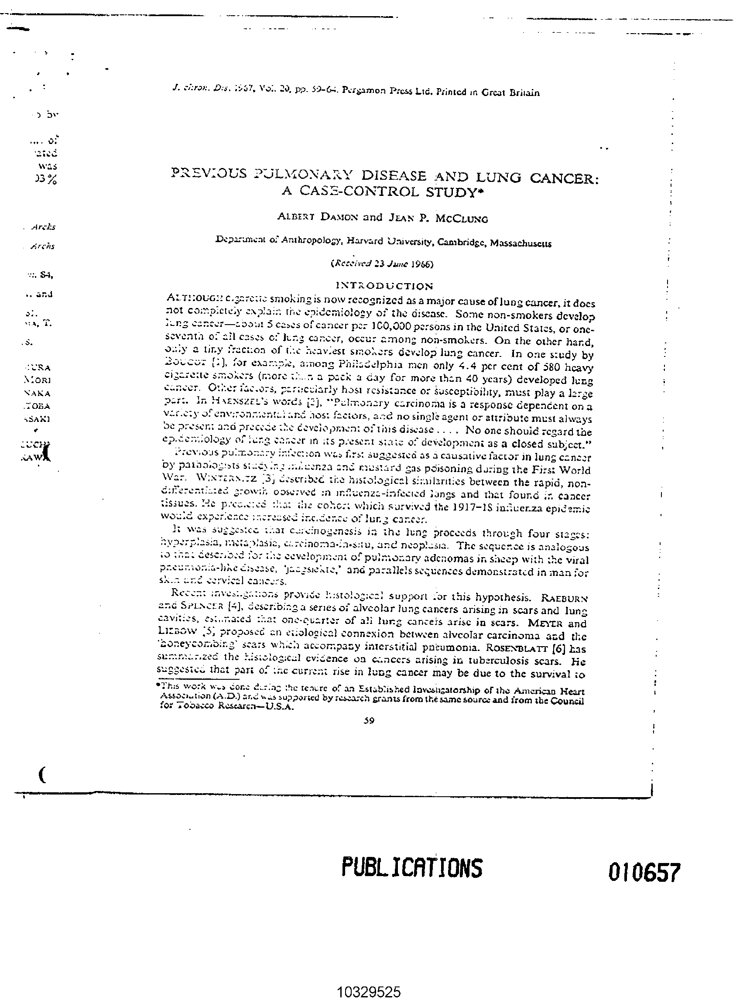 J. chron. Dis. 1967, Vol. 20, pp. 59-64. Pergamon Press Ltd. Printed in Great Britain
PREVIOUS PULMONARY DISEASE AND LUNG CANCER:
A CASE-CONTROL STUDY*
ALBERT DAMON and JEAN P. MCCLUNG
Department of Anthropology, Harvard University, Cambridge, Massachusetts
(Received 23 June 1966)
INTRODUCTION
ALTHOUGH cigarette smoking is now recognized as a major cause of lung cancer, it does
not completely explain the epidemiology of the disease. Some non-smokers develop
lung cancer—about 5 cases of cancer per 100,000 persons in the United States, or one-
seventh of all cases of lung cancer, occur among non-smokers. On the other hand,
only a tiny fraction of the heaviest smokers develop lung cancer. In one study by
BOUCOT [1], for example, among Philadelphia men only 4.4 per cent of 580 heavy
cigarette smokers (more than a pack a day for more than 40 years) developed lung
cancer. Other factors, particularly host resistance or susceptibility, must play a large
part. In HAENSZEL'S words [2], "Pulmonary carcinoma is a response dependent on a
variety of environmental and host factors, and no single agent or attribute must always
be present and precede the development of this disease . . . . No one should regard the
epidemiology of lung cancer in its present state of development as a closed subject."
Previous pulmonary infection was first suggested as a causative factor in lung cancer
by pathologists studying influenza and mustard gas poisoning during the First World
War. WINTERNITZ [3] described the histological similarities between the rapid, non-
differentiated growth observed in influenza-infected lungs and that found in cancer
tissues. He predicted that the cohort which survived the 1917-18 influenza epidemic
would experience increased incidence of lung cancer.
It was suggested that carcinogenesis in the lung proceeds through four stages:
hyperplasia, metaplasia, carcinoma-in-situ, and neoplasia. The sequence is analogous
to that described for the development of pulmonary adenomas in sheep with the viral
pneumonia-like disease, 'jaagsiekte,' and parallels sequences demonstrated in man for
skin and cervical cancers.
Recent investigations provide histological support for this hypothesis. RAEBURN
and SPENCER [4], describing a series of alveolar lung cancers arising in scars and lung
cavities, estimated that one-quarter of all lung cancers arise in scars. MEYER and
LIEBOW [5] proposed an etiological connexion between alveolar carcinoma and the
'honeycombing' scars which accompany interstitial pneumonia. ROSENBLATT [6] has
summarized the histological evidence on cancers arising in tuberculosis scars. He
suggested that part of the current rise in lung cancer may be due to the survival to
*This work was done during the tenure of an Established Investigatorship of the American Heart
Association (A.D.) and was supported by research grants from the same source and from the Council
for Tobacco Research—U.S.A.
59
PUBLICATIONS
010657
10329525